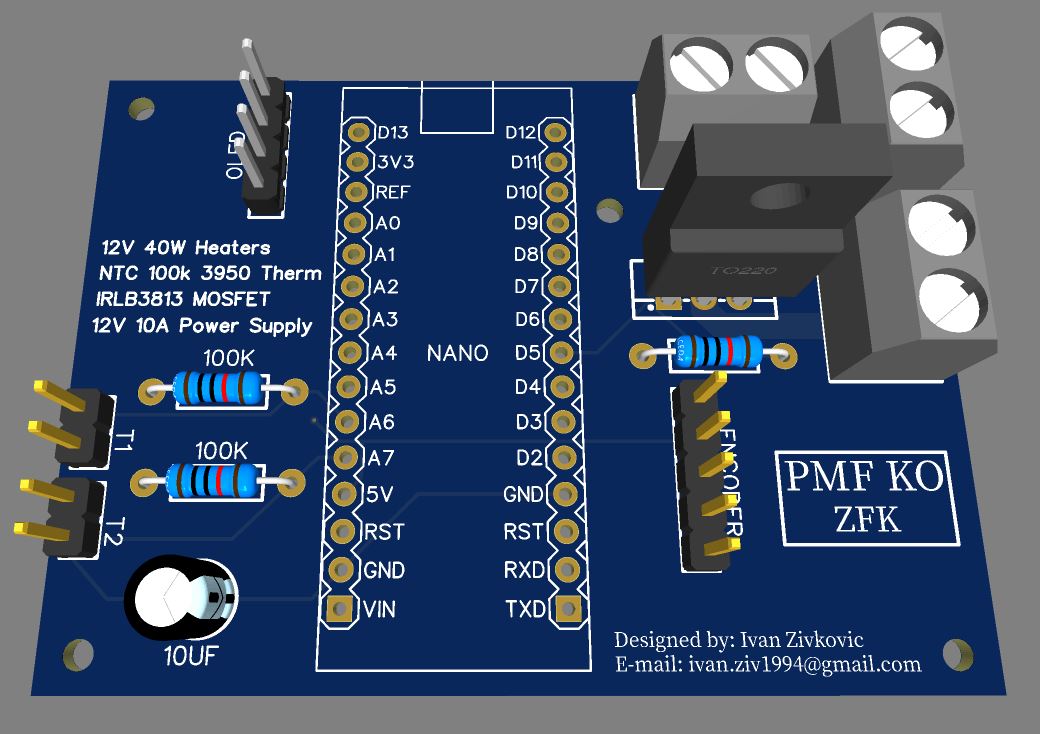 12V 40W Heaters
NTC 100k 3950 Therm
IRLB3813 MOSFET
12V 10A Power Supply
100K
T1
100K
T2
10UF
D13
3V3
REF
A0
A1
A2
A3
A4
A5
A6
A7
5V
RST
GND
VIN
NANO
D12
D11
D10
D9
D8
D7
D6
D5
D4
D3
D2
GND
RST
RXD
TXD
TO220
ENCODER
PMF KO
ZFK
Designed by: Ivan Zivkovic
E-mail: ivan.ziv1994@gmail.com